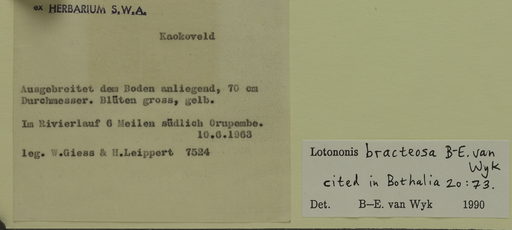 ex HERBARIUM S.W.A.
Kaokoveld
Ausgebreitet dem Boden anliegend, 70 cm
Durchmesser. Blüten gross, gelb.
Im Rivierlauf 6 Meilen südlich Orupembe.
10.6.1963
leg. W.Giess & H.Leippert 7524
Lotononis bracteosa B-E. van
Wyk
cited in Bothalia 20:73.
Det. B–E. van Wyk 1990